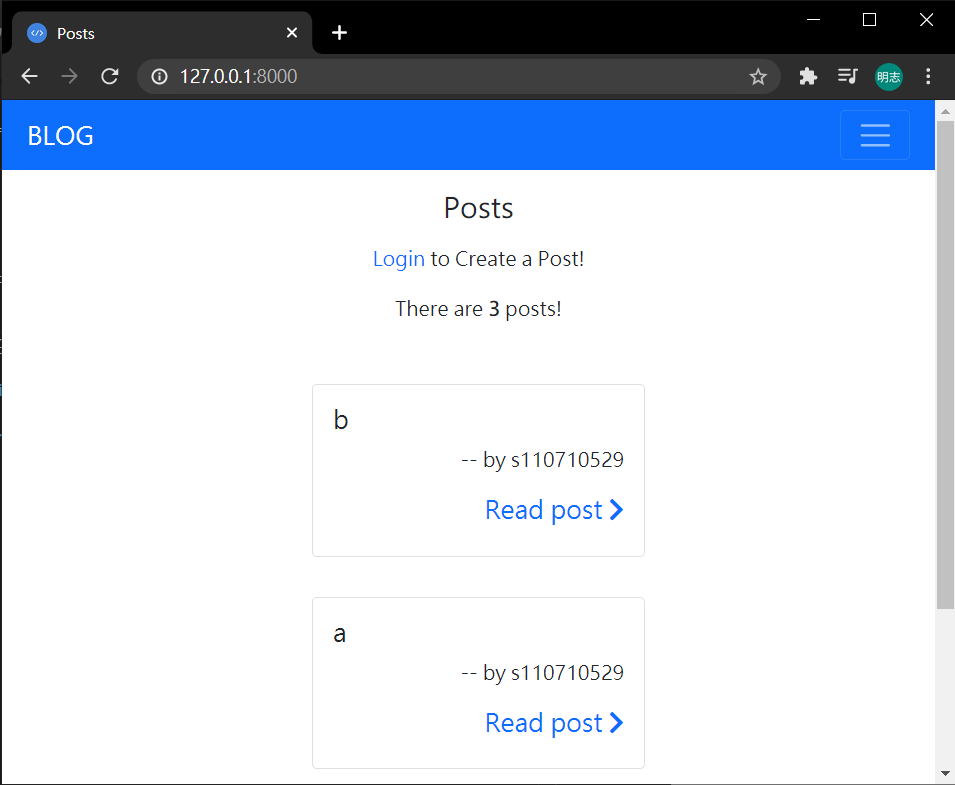 Posts
127.0.0.1:8000
明志
BLOG
Posts
Login to Create a Post!
There are 3 posts!
b
-- by s110710529
Read post
a
-- by s110710529
Read post